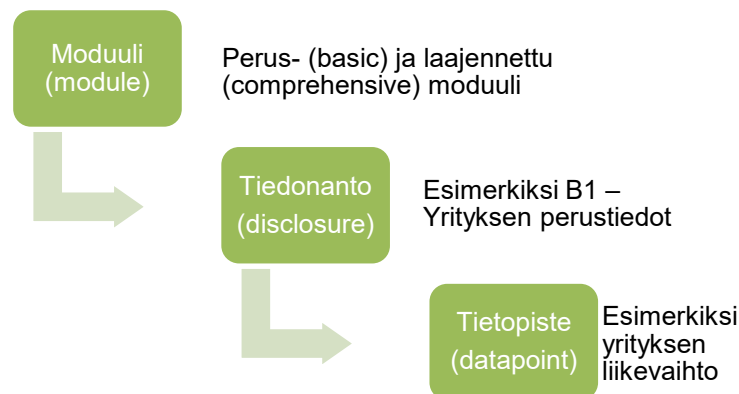 Moduuli
(module)
Perus- (basic) ja laajennettu
(comprehensive) moduuli
Tiedonanto
(disclosure)
Esimerkiksi B1 –
Yrityksen perustiedot
Tietopiste
(datapoint)
Esimerkiksi
yrityksen
liikevaihto